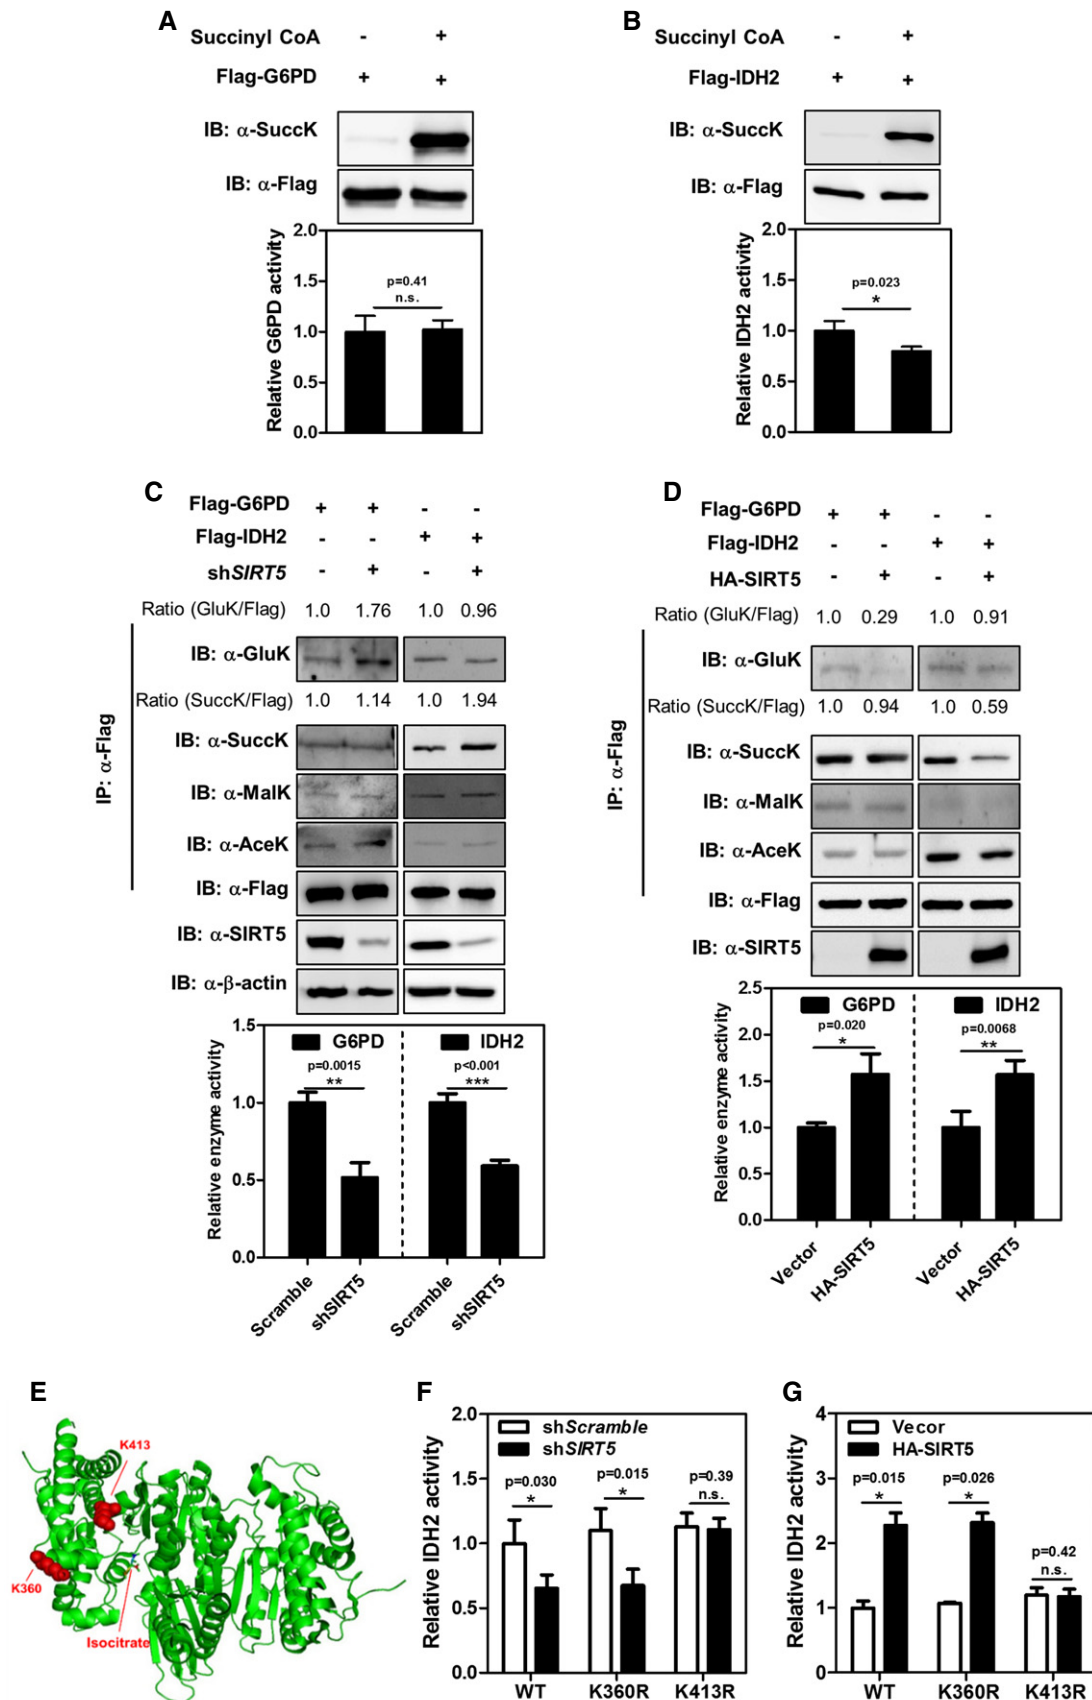 A
Succinyl CoA - +
Flag-G6PD + +
IB: α-SuccK
IB: α-Flag
Relative G6PD activity
2.0
1.5
1.0
0.5
0.0
p=0.41
n.s.
B
Succinyl CoA - +
Flag-IDH2 + +
IB: α-SuccK
IB: α-Flag
Relative IDH2 activity
2.0
1.5
1.0
0.5
0.0
p=0.023
*
C
Flag-G6PD + + - -
Flag-IDH2 - - + +
shSIRT5 - + - +
Ratio (GluK/Flag) 1.0 1.76 1.0 0.96
IP: α-Flag
IB: α-GluK
Ratio (SuccK/Flag) 1.0 1.14 1.0 1.94
IB: α-SuccK
IB: α-MalK
IB: α-AceK
IB: α-Flag
IB: α-SIRT5
IB: α-β-actin
Relative enzyme activity
1.5
1.0
0.5
0.0
G6PD IDH2
p=0.0015 p<0.001
** ***
Scramble shSIRT5 Scramble shSIRT5
D
Flag-G6PD + + - -
Flag-IDH2 - - + +
HA-SIRT5 - + - +
Ratio (GluK/Flag) 1.0 0.29 1.0 0.91
IP: α-Flag
IB: α-GluK
Ratio (SuccK/Flag) 1.0 0.94 1.0 0.59
IB: α-SuccK
IB: α-MalK
IB: α-AceK
IB: α-Flag
IB: α-SIRT5
Relative enzyme activity
2.5
2.0
1.5
1.0
0.5
0.0
G6PD IDH2
p=0.020 p=0.0068
* **
Vector HA-SIRT5 Vector HA-SIRT5
E
K413
K360
Isocitrate
F
Relative IDH2 activity
2.0
1.5
1.0
0.5
0.0
shScramble
shSIRT5
p=0.030 p=0.015 p=0.39
* * n.s.
WT K360R K413R
G
Relative IDH2 activity
4
3
2
1
0
Vecor
HA-SIRT5
p=0.015 p=0.026 p=0.42
* * n.s.
WT K360R K413R